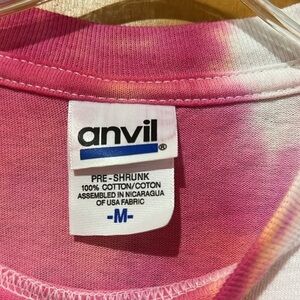 anvil®
PRE-SHRUNK
100% COTTON/COTON
ASSEMBLED IN NICARAGUA
OF USA FABRIC
-M-